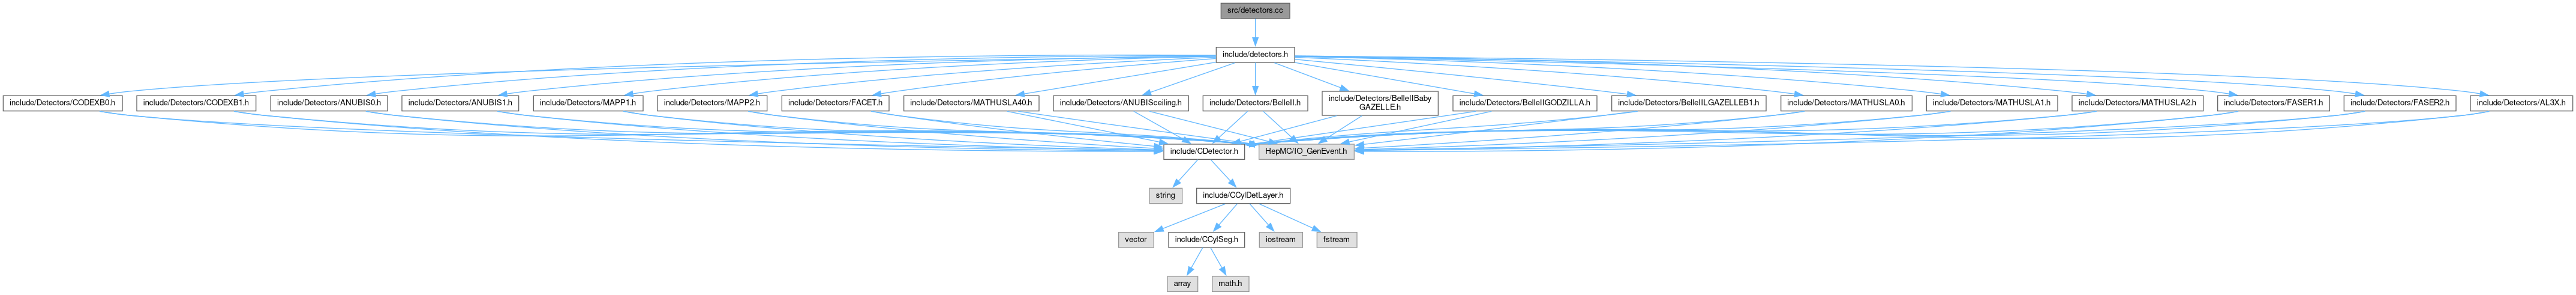 src/detectors.cc
include/detectors.h
include/Detectors/CODEXB0.h
include/Detectors/CODEXB1.h
include/Detectors/ANUBIS0.h
include/Detectors/ANUBIS1.h
include/Detectors/MAPP1.h
include/Detectors/MAPP2.h
include/Detectors/FACET.h
include/Detectors/MATHUSLA40.h
include/Detectors/ANUBISceiling.h
include/Detectors/BelleII.h
include/Detectors/BelleIIBaby
GAZELLE.h
include/Detectors/BelleIIGODZILLA.h
include/Detectors/BelleIILGAZELLEB1.h
include/Detectors/MATHUSLA0.h
include/Detectors/MATHUSLA1.h
include/Detectors/MATHUSLA2.h
include/Detectors/FASER1.h
include/Detectors/FASER2.h
include/Detectors/AL3X.h
include/CDetector.h
HepMC/IO_GenEvent.h
string
include/CCylDetLayer.h
vector
include/CCylSeg.h
iostream
fstream
array
math.h